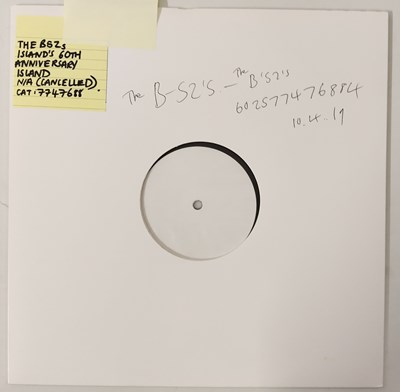 THE B52s
ISLAND'S 60TH
ANNIVERSARY
ISLAND
N/A (CANCELLED).
CAT: 7747688
The B-52'S - The B'52's
602577476884
10.4.19